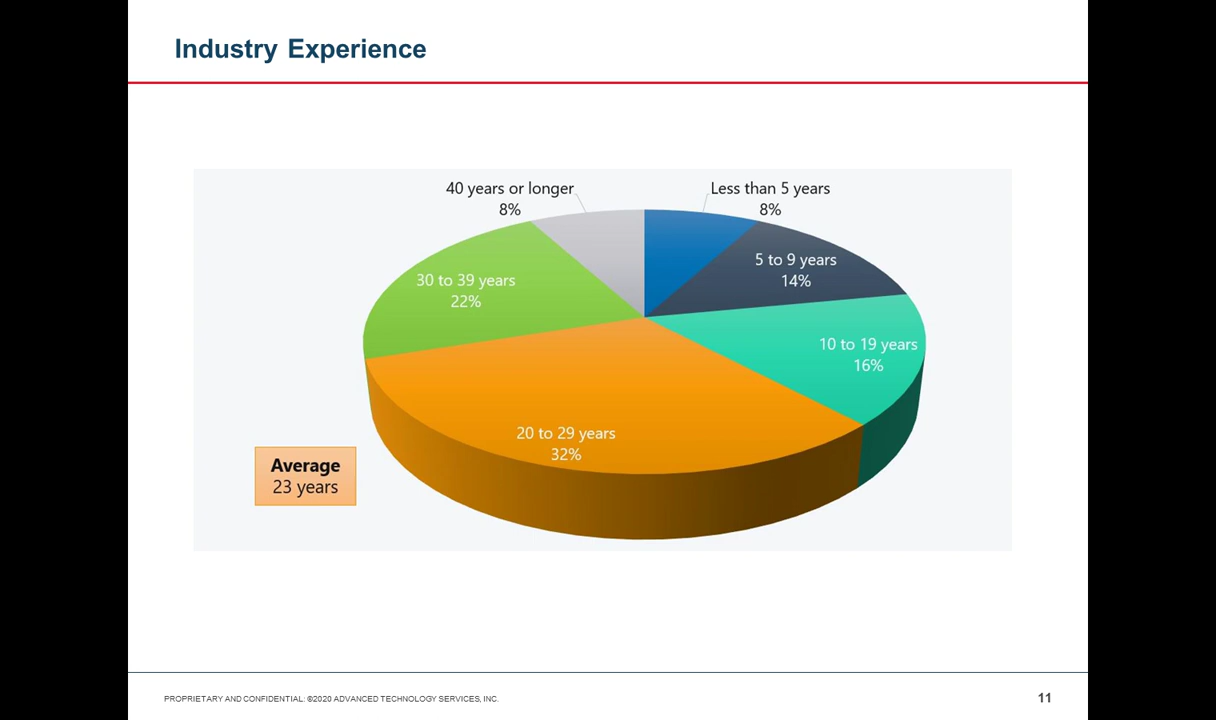 Industry Experience
40 years or longer
8%
Less than 5 years
8%
5 to 9 years
14%
30 to 39 years
22%
10 to 19 years
16%
20 to 29 years
32%
Average
23 years
PROPRIETARY AND CONFIDENTIAL: ©2020 ADVANCED TECHNOLOGY SERVICES, INC.
11